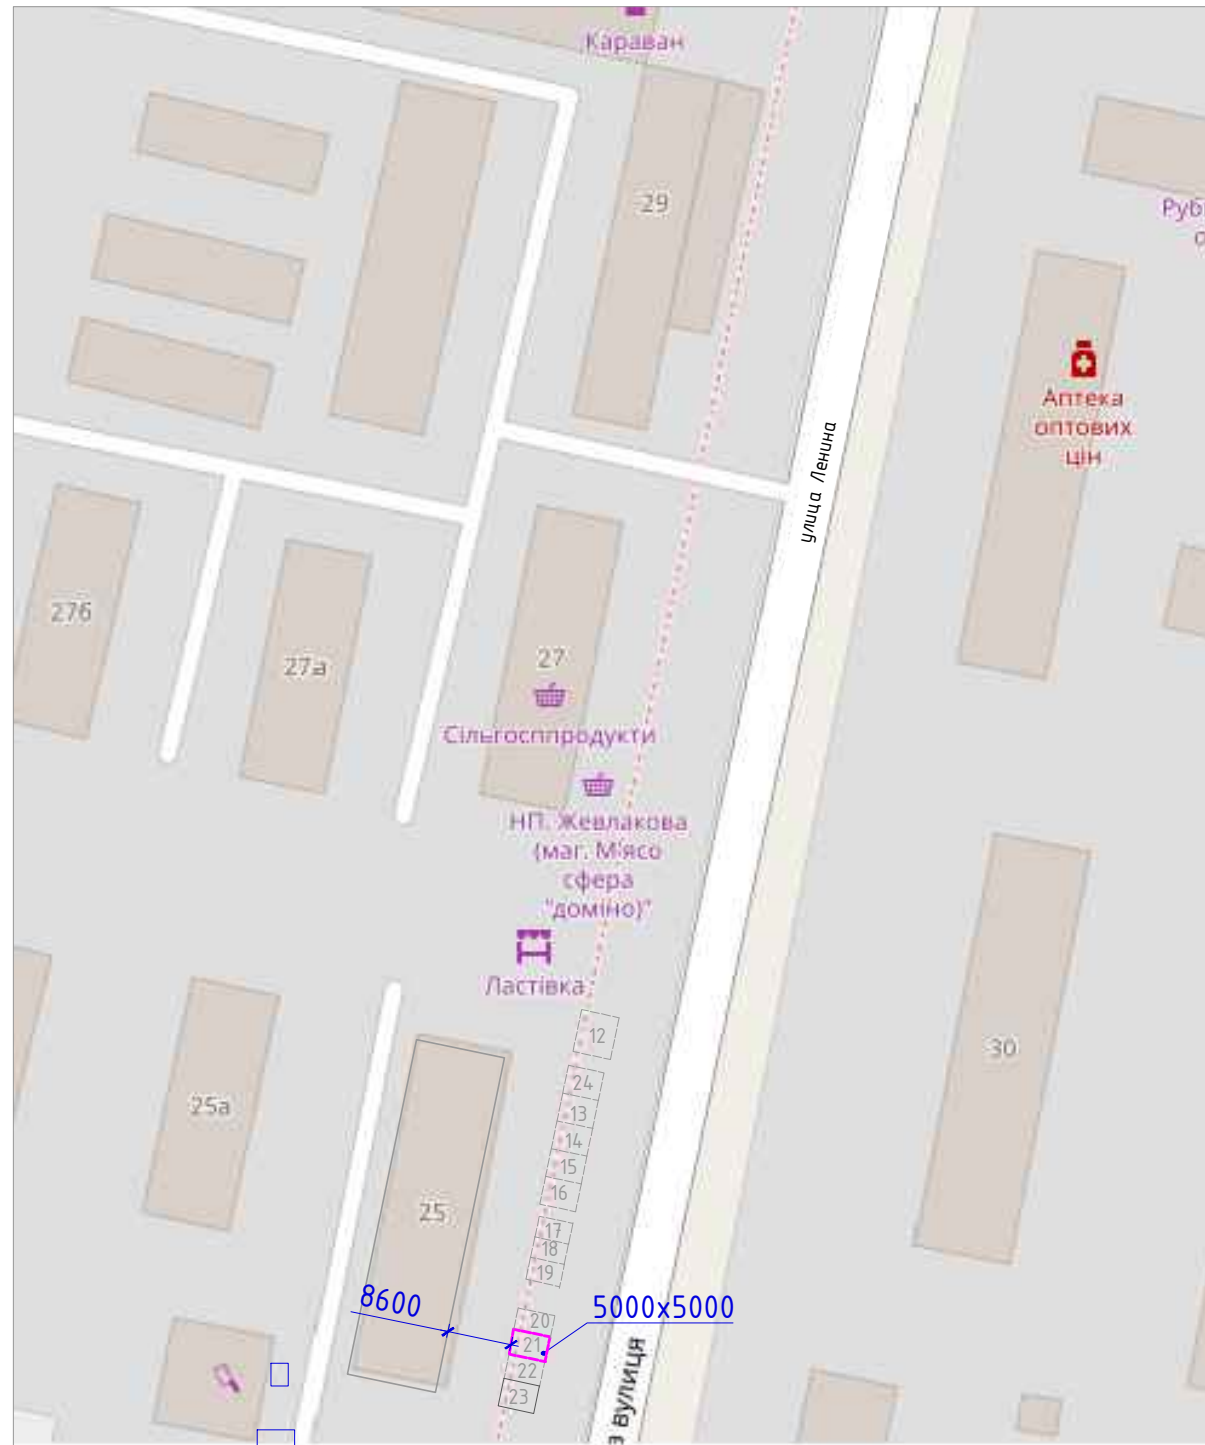 Караван
29
Руб
о
Аптека
оптових
цін
улица Ленина
27б
27а
27
Сільгосппродукти
НП. Жевлакова
(маг. М'ясо
сфера
"доміно)"
Ластівка
12
24
13
14
15
16
17
18
19
20
21
22
23
30
25а
25
8600
5000x5000
вулиця